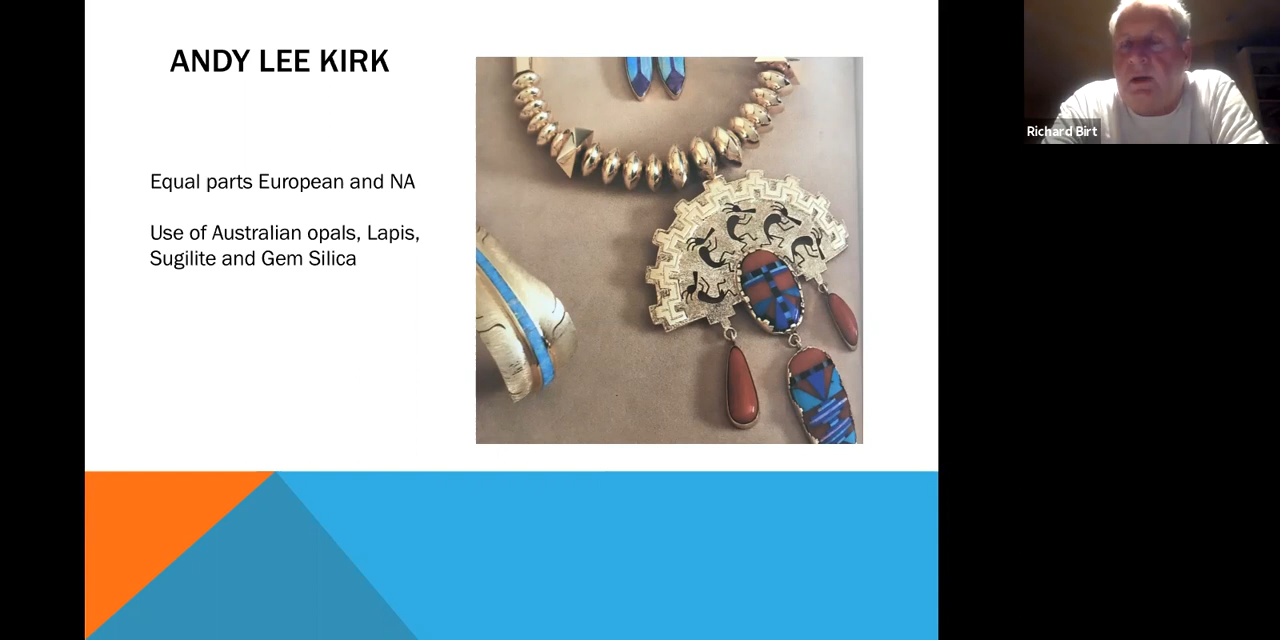 ANDY LEE KIRK
Equal parts European and NA
Use of Australian opals, Lapis,
Sugilite and Gem Silica
Richard Birt